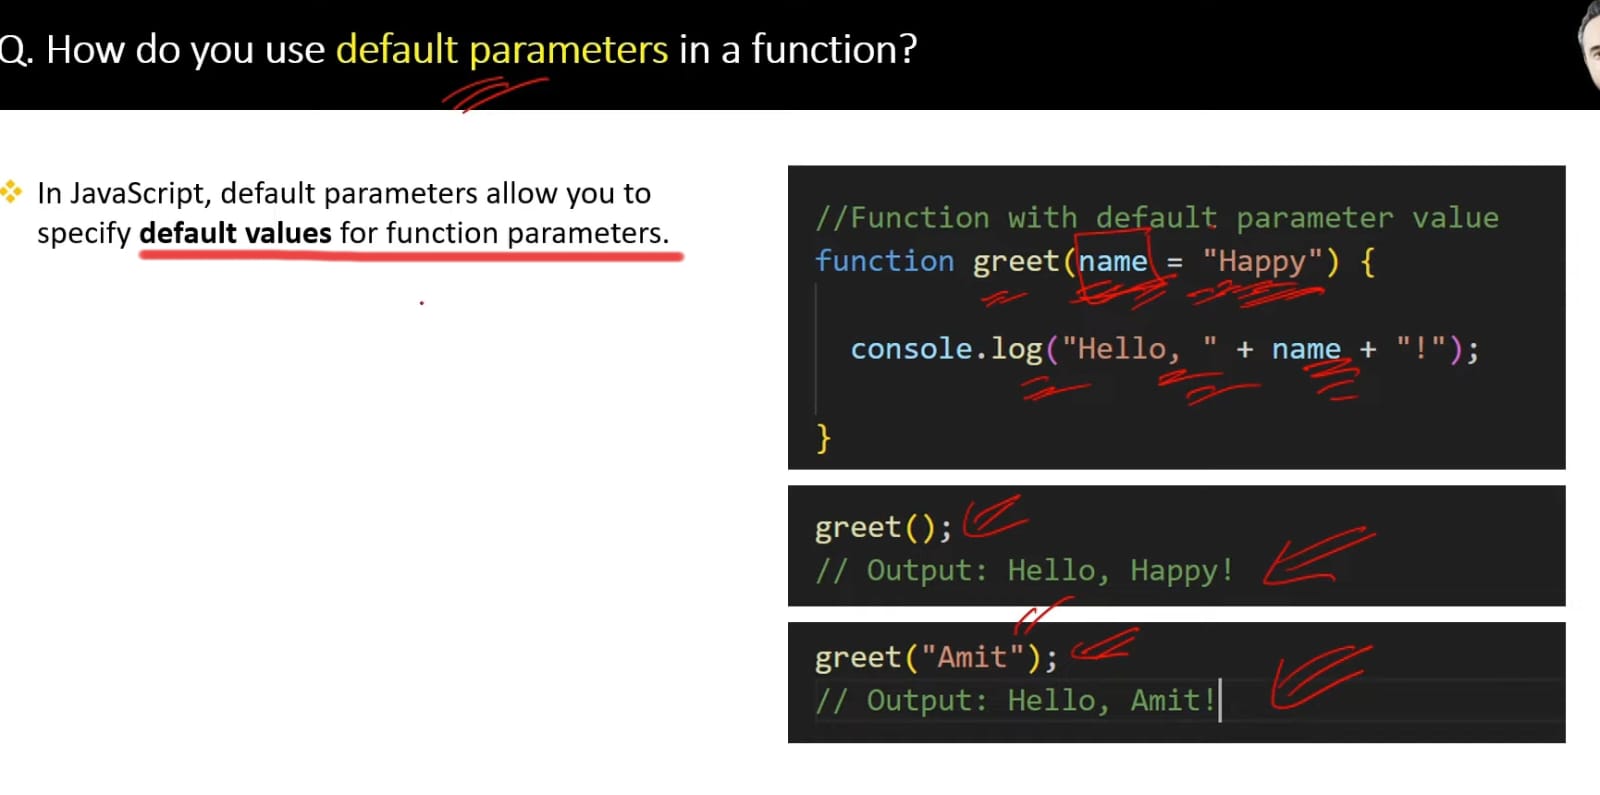 Q. How do you use default parameters in a function?
In JavaScript, default parameters allow you to
specify default values for function parameters.
//Function with default parameter value
function greet(name = "Happy") {
console.log("Hello, " + name + "!");
}
greet();
// Output: Hello, Happy!
greet("Amit");
// Output: Hello, Amit!